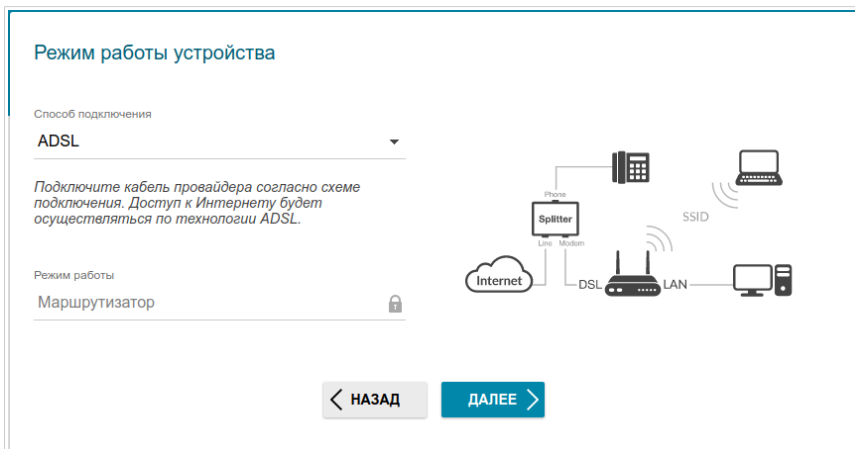 Режим работы устройства
Способ подключения
ADSL
Подключите кабель провайдера согласно схеме
подключения. Доступ к Интернету будет
осуществляться по технологии ADSL.
Режим работы
Маршрутизатор
Phone
Splitter
Line Modem
SSID
Internet
DSL
LAN
НАЗАД
ДАЛЕЕ